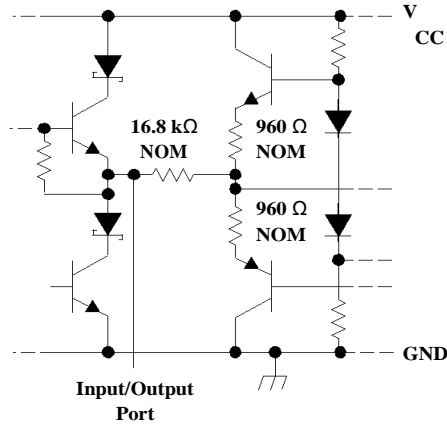 V
CC
16.8 kΩ
NOM
960 Ω
NOM
960 Ω
NOM
GND
Input/Output
Port